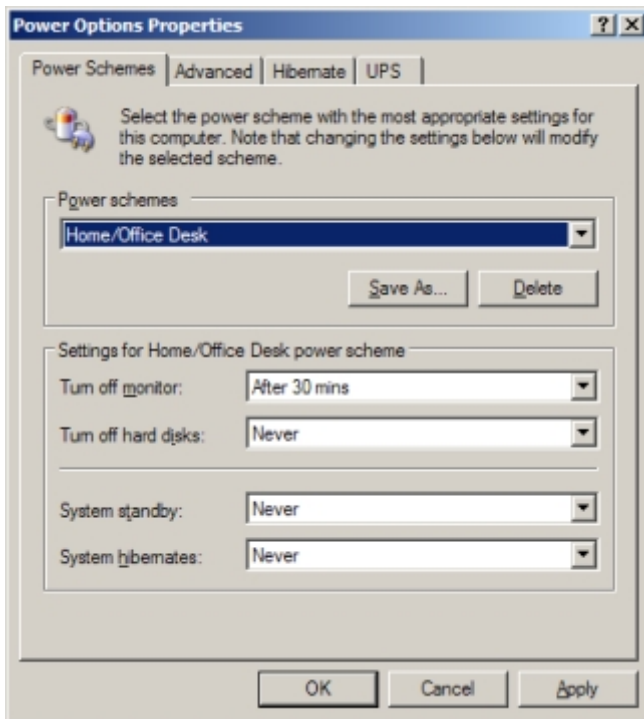 Power Options Properties
Power Schemes Advanced Hibernate UPS
Select the power scheme with the most appropriate settings for
this computer. Note that changing the settings below will modify
the selected scheme.
Power schemes
Home/Office Desk
Save As... Delete
Settings for Home/Office Desk power scheme
Turn off monitor: After 30 mins
Turn off hard disks: Never
System standby: Never
System hibernates: Never
OK Cancel Apply